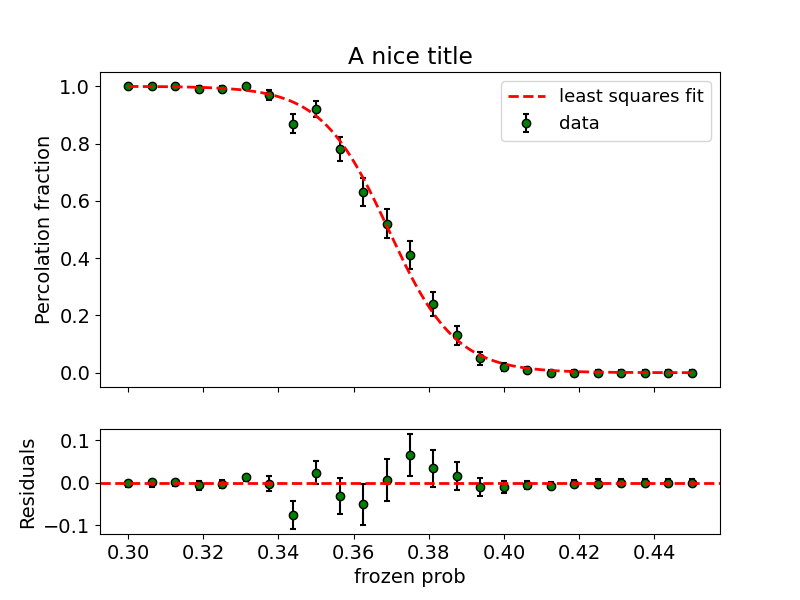 A nice title
1.0
0.8
0.6
0.4
0.2
0.0
Percolation fraction
least squares fit
data
0.1
0.0
−0.1
Residuals
0.30 0.32 0.34 0.36 0.38 0.40 0.42 0.44
frozen prob